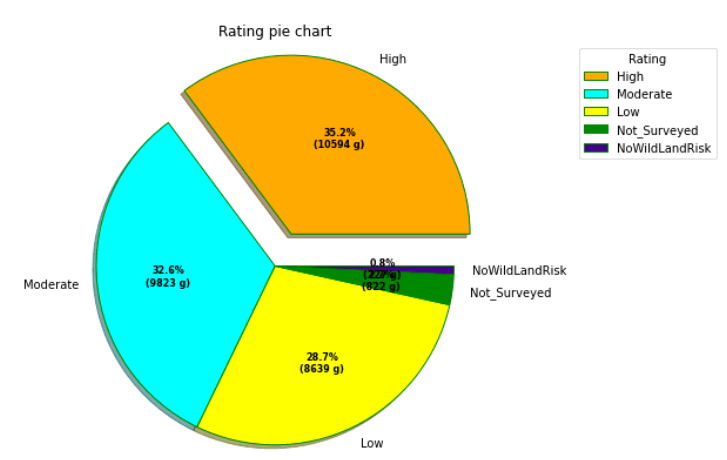 Rating pie chart
High
Rating
High
Moderate
Low
Not_Surveyed
NoWildLandRisk
35.2%
(10594 g)
32.6%
(9823 g)
Moderate
0.8%
NoWildLandRisk
(822 g)
Not_Surveyed
28.7%
(8639 g)
Low